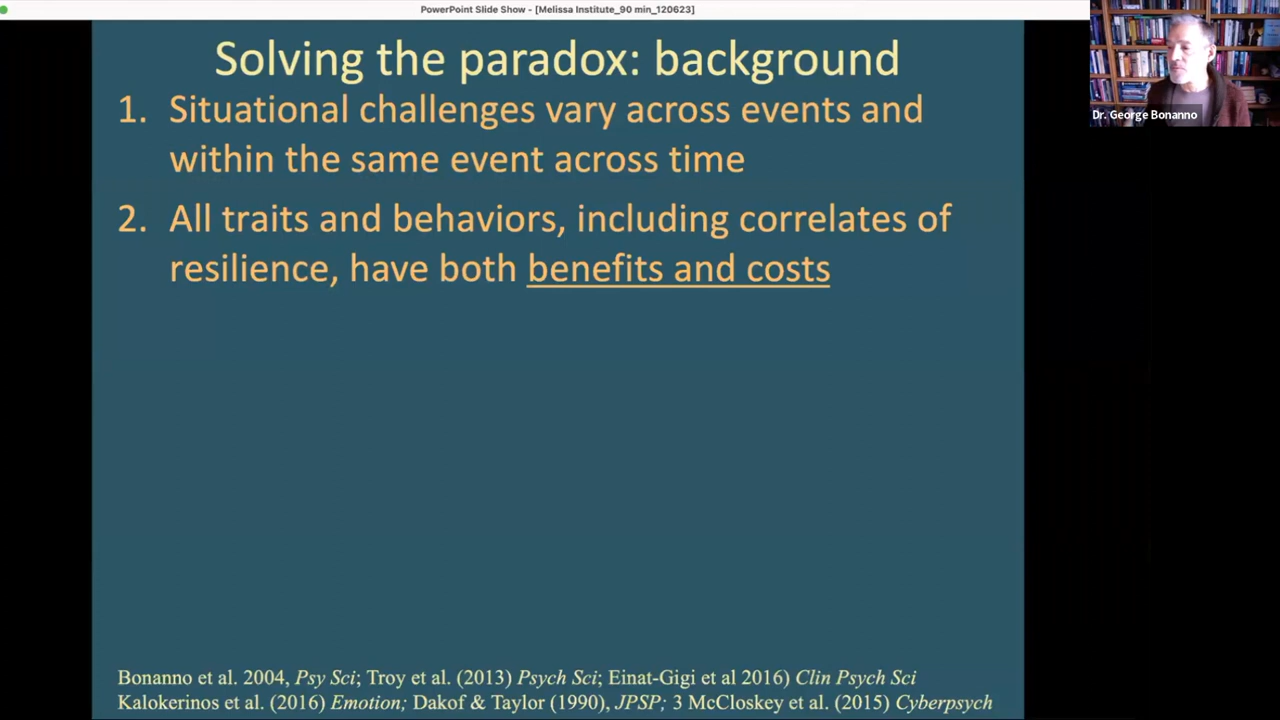 PowerPoint Slide Show - [Melissa Institute_90 min_120623]
Solving the paradox: background
1. Situational challenges vary across events and
within the same event across time
2. All traits and behaviors, including correlates of
resilience, have both benefits and costs
Dr. George Bonanno
Bonanno et al. 2004, Psy Sci; Troy et al. (2013) Psych Sci; Einat-Gigi et al 2016) Clin Psych Sci
Kalokerinos et al. (2016) Emotion; Dakof & Taylor (1990), JPSP; 3 McCloskey et al. (2015) Cyberpsych